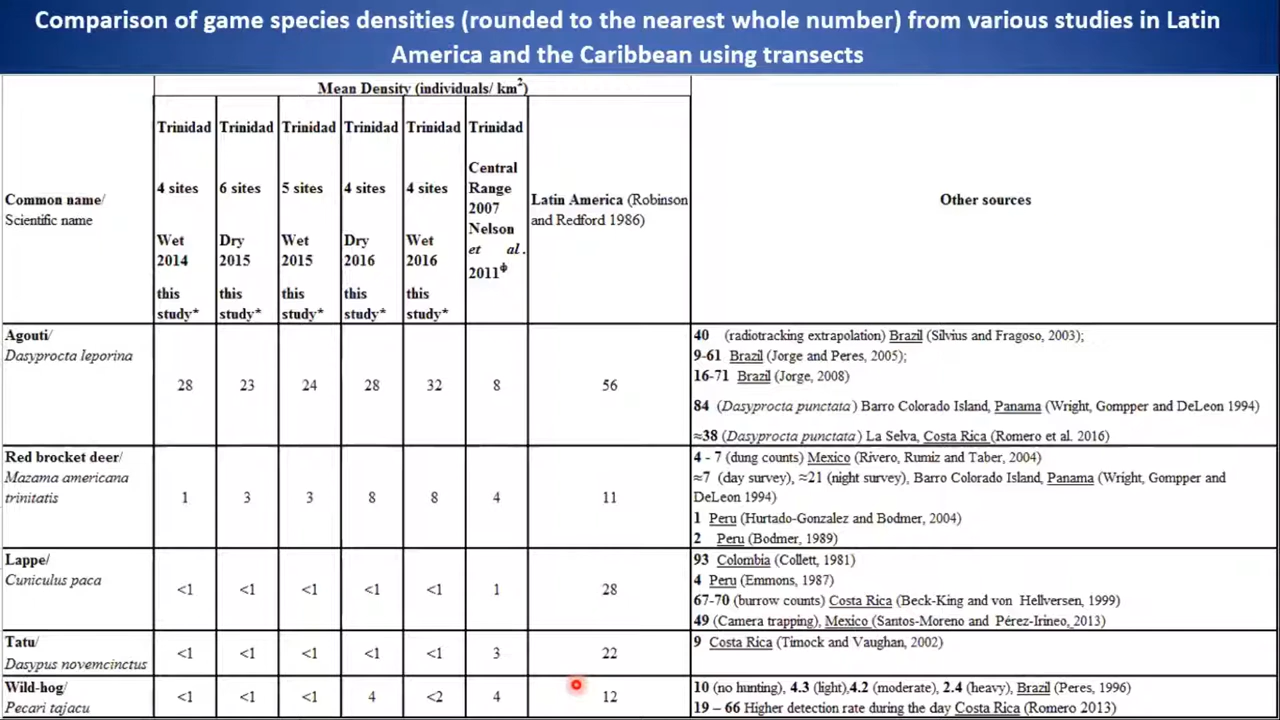 Comparison of game species densities (rounded to the nearest whole number) from various studies in Latin
America and the Caribbean using transects
Mean Density (individuals/ km²)
Common name/
Scientific name
Trinidad
4 sites
Wet
2014
this
study*
Trinidad
6 sites
Dry
2015
this
study*
Trinidad
5 sites
Wet
2015
this
study*
Trinidad
4 sites
Dry
2016
this
study*
Trinidad
4 sites
Wet
2016
this
study*
Trinidad
Central
Range
2007
Nelson
et al.
2011ϕ
Latin America (Robinson
and Redford 1986)
Other sources
Agouti/
Dasyprocta leporina
28 23 24 28 32 8 56
40 (radiotracking extrapolation) Brazil (Silvius and Fragoso, 2003);
9-61 Brazil (Jorge and Peres, 2005);
16-71 Brazil (Jorge, 2008)
84 (Dasyprocta punctata) Barro Colorado Island, Panama (Wright, Gompper and DeLeon 1994)
≈38 (Dasyprocta punctata) La Selva, Costa Rica (Romero et al. 2016)
Red brocket deer/
Mazama americana
trinitatis
1 3 3 8 8 4 11
4 - 7 (dung counts) Mexico (Rivero, Rumiz and Taber, 2004)
≈7 (day survey), ≈21 (night survey), Barro Colorado Island, Panama (Wright, Gompper and
DeLeon 1994)
1 Peru (Hurtado-Gonzalez and Bodmer, 2004)
2 Peru (Bodmer, 1989)
Lappe/
Cuniculus paca
<1 <1 <1 <1 <1 1 28
93 Colombia (Collett, 1981)
4 Peru (Emmons, 1987)
67-70 (burrow counts) Costa Rica (Beck-King and von Hellversen, 1999)
49 (Camera trapping), Mexico (Santos-Moreno and Pérez-Irineo, 2013)
Tatu/
Dasypus novemcinctus
<1 <1 <1 <1 <1 3 22
9 Costa Rica (Timock and Vaughan, 2002)
Wild-hog/
Pecari tajacu
<1 <1 <1 4 <2 4 12
10 (no hunting), 4.3 (light),4.2 (moderate), 2.4 (heavy), Brazil (Peres, 1996)
19 – 66 Higher detection rate during the day Costa Rica (Romero 2013)